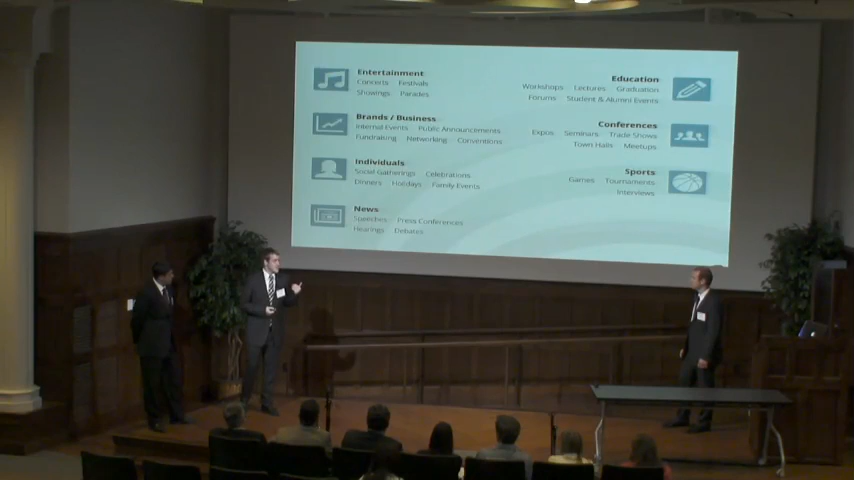 Entertainment
Concerts Festivals
Showings Parades
Brands / Business
Internal Events Public Announcements
Fundraising Networking Conventions
Individuals
Social Gatherings Celebrations
Dinners Holidays Family Events
News
Speeches Press Conferences
Hearings Debates
Education
Workshops Lectures Graduation
Forums Student & Alumni Events
Conferences
Expos Seminars Trade Shows
Town Halls Meetups
Sports
Games Tournaments
Interviews